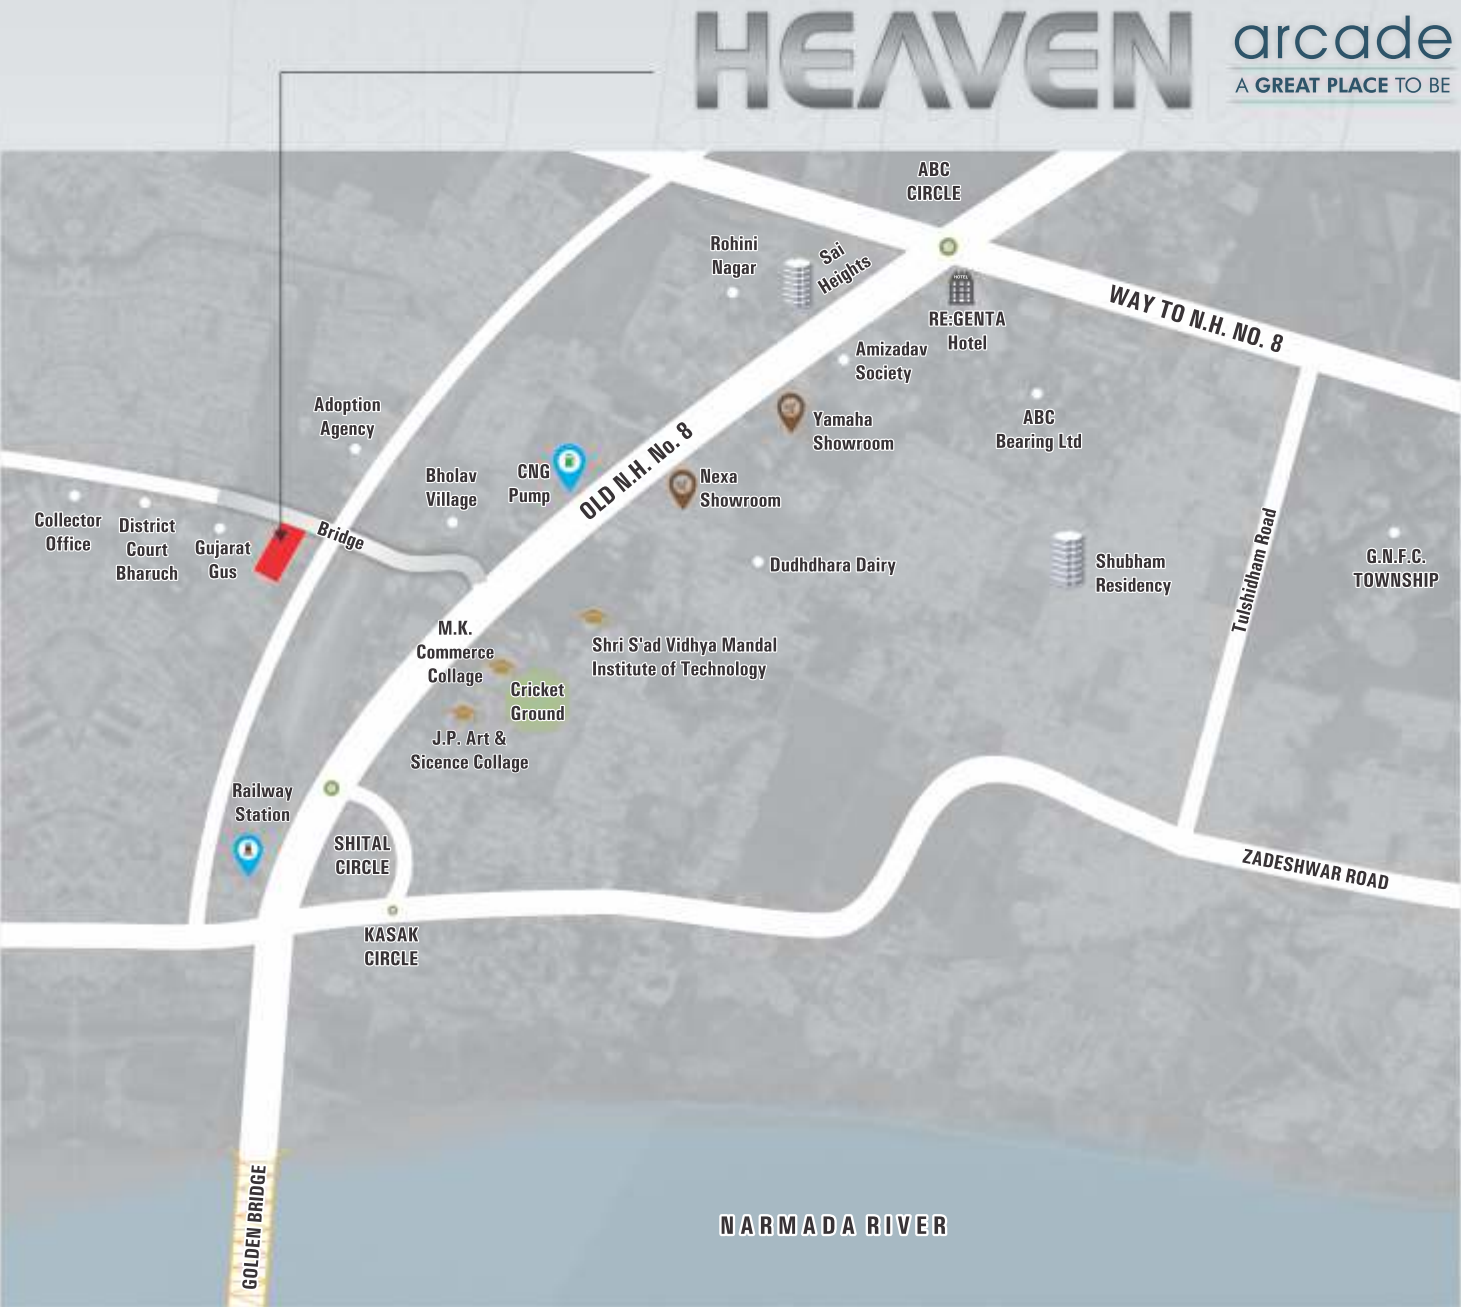 HEAVEN
arcade
A GREAT PLACE TO BE
ABC
CIRCLE
Rohini
Nagar
Sai
Heights
HOTEL
RE:GENTA
Hotel
WAY TO N.H. NO. 8
Amizadav
Society
Adoption
Agency
Yamaha
Showroom
ABC
Bearing Ltd
OLD N.H. No. 8
Bholav
Village
CNG
Pump
Nexa
Showroom
Collector
Office
District
Court
Bharuch
Gujarat
Gus
Bridge
Dudhdhara Dairy
Shubham
Residency
Tulshidham Road
G.N.F.C.
TOWNSHIP
M.K.
Commerce
Collage
Shri S'ad Vidhya Mandal
Institute of Technology
Cricket
Ground
J.P. Art &
Sicence Collage
Railway
Station
SHITAL
CIRCLE
ZADESHWAR ROAD
KASAK
CIRCLE
GOLDEN BRIDGE
NARMADA RIVER